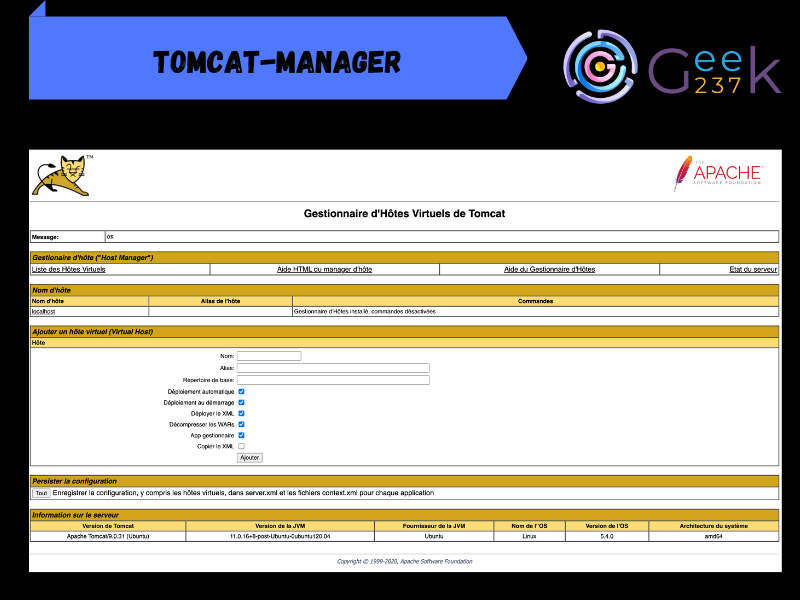 TOMCAT-MANAGER
Geek
237
TM
THE
APACHE
SOFTWARE FOUNDATION
Gestionnaire d'Hôtes Virtuels de Tomcat
Message: OK
Gestionaire d'hôte ("Host Manager")
Liste des Hôtes Virtuels Aide HTML du manager d'hôte Aide du Gestionnaire d'Hôtes Etat du serveur
Nom d'hôte
Nom d'hôte Alias de l'hôte Commandes
localhost Gestionnaire d'Hôtes installé, commandes désactivées
Ajouter un hôte virtuel (Virtual Host)
Hôte
Nom:
Alias:
Répertoire de base:
Déploiement automatique
Déploiement au démarrage
Déployer le XML
Décompresser les WARs
App gestionnaire
Copier le XML
Ajouter
Persister la configuration
Tout Enregistrer la configuration, y compris les hôtes virtuels, dans server.xml et les fichiers context.xml pour chaque application
Information sur le serveur
Version de Tomcat Version de la JVM Fournisseur de la JVM Nom de l'OS Version de l'OS Architecture du système
Apache Tomcat/9.0.31 (Ubuntu) 11.0.16+8-post-Ubuntu-0ubuntu120.04 Ubuntu Linux 5.4.0 amd64
Copyright © 1999-2020, Apache Software Foundation